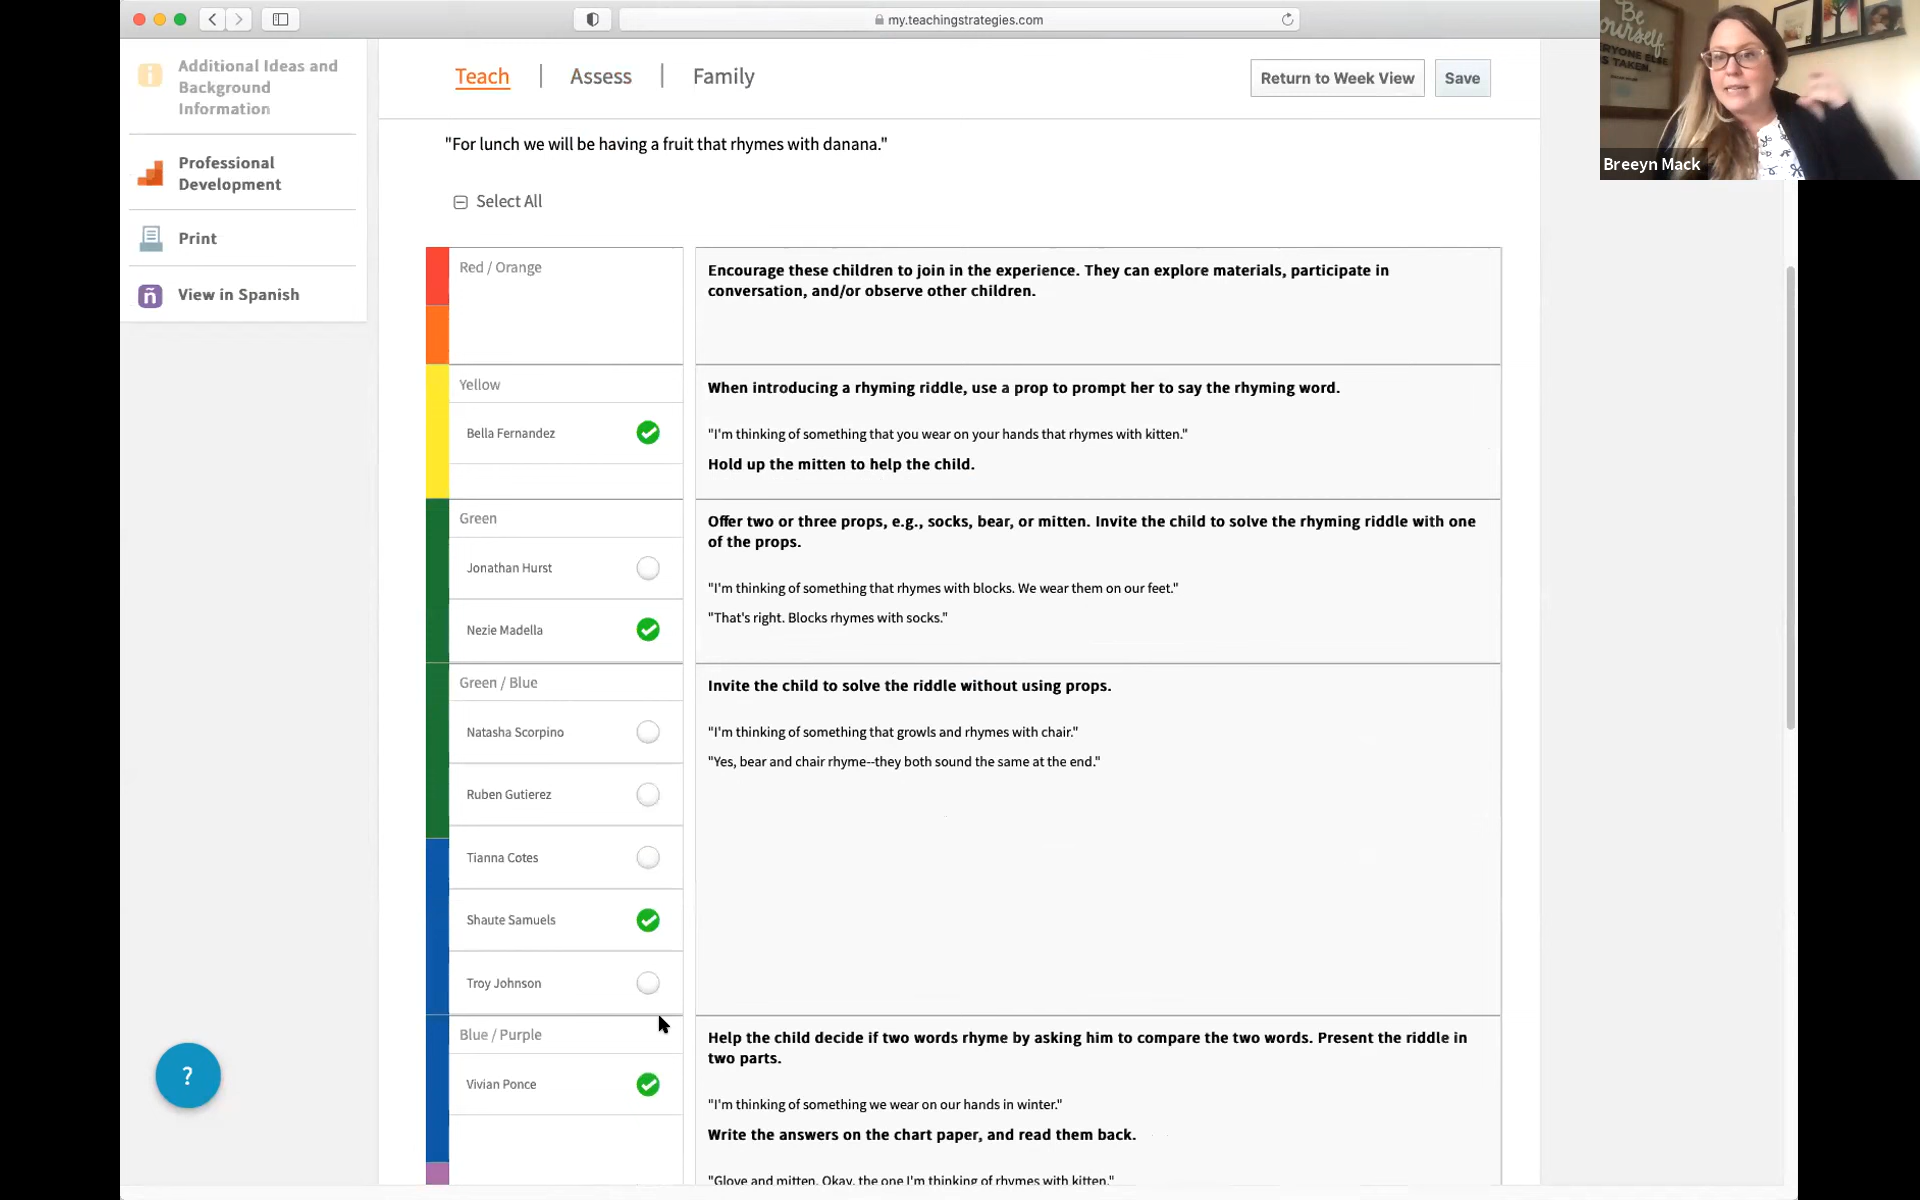 my.teachingstrategies.com
Additional Ideas and
Background
Information
Professional
Development
Print
ñ
View in Spanish
Teach | Assess | Family
Return to Week View
Save
"For lunch we will be having a fruit that rhymes with danana."
Select All
Red / Orange
Encourage these children to join in the experience. They can explore materials, participate in
conversation, and/or observe other children.
Yellow
Bella Fernandez
When introducing a rhyming riddle, use a prop to prompt her to say the rhyming word.
"I'm thinking of something that you wear on your hands that rhymes with kitten."
Hold up the mitten to help the child.
Green
Jonathan Hurst
Nezie Madella
Offer two or three props, e.g., socks, bear, or mitten. Invite the child to solve the rhyming riddle with one
of the props.
"I'm thinking of something that rhymes with blocks. We wear them on our feet."
"That's right. Blocks rhymes with socks."
Green / Blue
Natasha Scorpino
Ruben Gutierez
Tianna Cotes
Shaute Samuels
Troy Johnson
Invite the child to solve the riddle without using props.
"I'm thinking of something that growls and rhymes with chair."
"Yes, bear and chair rhyme--they both sound the same at the end."
Blue / Purple
Vivian Ponce
Help the child decide if two words rhyme by asking him to compare the two words. Present the riddle in
two parts.
"I'm thinking of something we wear on our hands in winter."
Write the answers on the chart paper, and read them back.
"Glove and mitten. Okay, the one I'm thinking of rhymes with kitten."
?
Be
yourself
EVERYONE ELSE
IS TAKEN.
Breeyn Mack